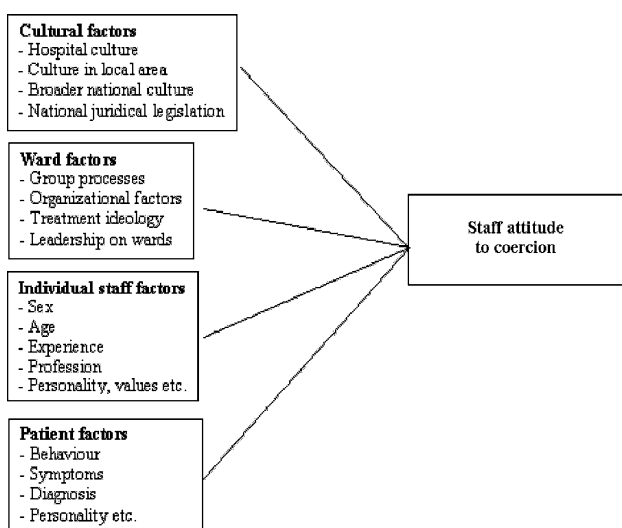 Cultural factors
- Hospital culture
- Culture in local area
- Broader national culture
- National juridical legislation
Ward factors
- Group processes
- Organizational factors
- Treatment ideology
- Leadership on wards
Individual staff factors
- Sex
- Age
- Experience
- Profession
- Personality, values etc.
Patient factors
- Behaviour
- Symptoms
- Diagnosis
- Personality etc.
Staff attitude
to coercion